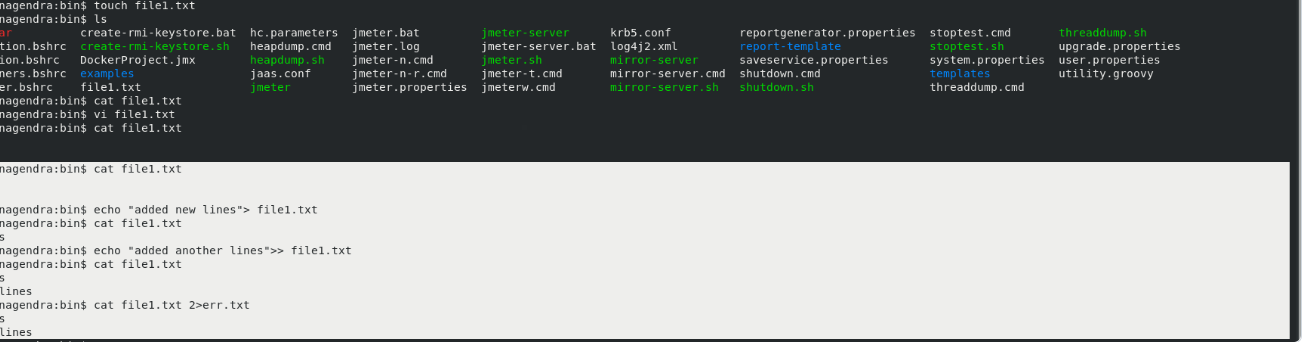 nagendra:bin$ touch file1.txt
nagendra:bin$ ls
ar create-rmi-keystore.bat hc.parameters jmeter.bat jmeter-server krb5.conf reportgenerator.properties stoptest.cmd threaddump.sh
tion.bshrc create-rmi-keystore.sh heapdump.cmd jmeter.log jmeter-server.bat log4j2.xml report-template stoptest.sh upgrade.properties
ion.bshrc DockerProject.jmx heapdump.sh jmeter-n.cmd jmeter.sh mirror-server saveservice.properties system.properties user.properties
ners.bshrc examples jaas.conf jmeter-n-r.cmd jmeter-t.cmd mirror-server.cmd shutdown.cmd templates utility.groovy
er.bshrc file1.txt jmeter jmeter.properties jmeterw.cmd mirror-server.sh shutdown.sh threaddump.cmd
nagendra:bin$ cat file1.txt
nagendra:bin$ vi file1.txt
nagendra:bin$ cat file1.txt
nagendra:bin$ cat file1.txt
nagendra:bin$ echo "added new lines"> file1.txt
nagendra:bin$ cat file1.txt
s
nagendra:bin$ echo "added another lines">> file1.txt
nagendra:bin$ cat file1.txt
s
lines
nagendra:bin$ cat file1.txt 2>err.txt
s
lines